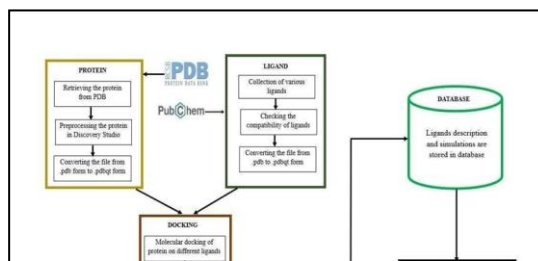 PROTEIN
Retrieving the protein
from PDB
Preprocessing the protein
in Discovery Studio
Converting the file from
.pdb form to .pdbqt form
PDB
PROTEIN DATA BANK
PubChem
LIGAND
Collection of various
ligands
Checking the
compatibility of ligands
Converting the file from
.pdb to .pdbqt form
DATABASE
Ligands description
and simulations are
stored in database
DOCKING
Molecular docking of
protein on different ligands